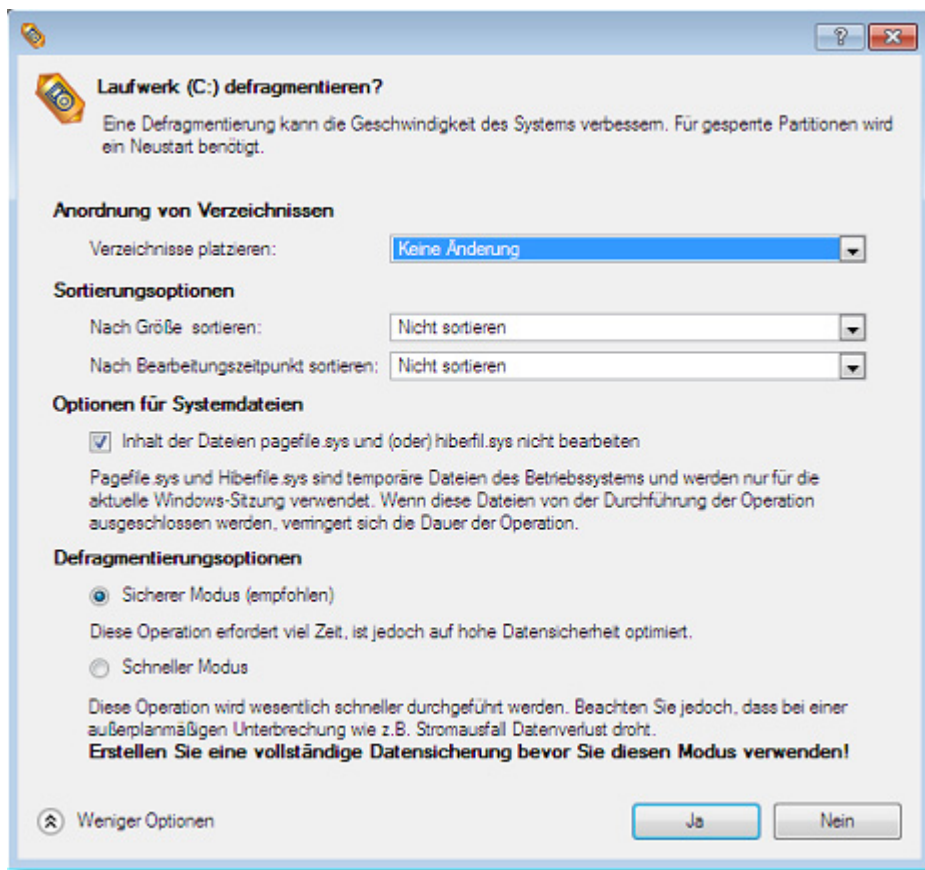 Laufwerk (C:) defragmentieren?
Eine Defragmentierung kann die Geschwindigkeit des Systems verbessern. Für gesperrte Partitionen wird
ein Neustart benötigt.
Anordnung von Verzeichnissen
Verzeichnisse platzieren: Keine Änderung
Sortierungsoptionen
Nach Größe sortieren: Nicht sortieren
Nach Bearbeitungszeitpunkt sortieren: Nicht sortieren
Optionen für Systemdateien
Inhalt der Dateien pagefile.sys und (oder) hiberfil.sys nicht bearbeiten
Pagefile.sys und Hiberfile.sys sind temporäre Dateien des Betriebssystems und werden nur für die
aktuelle Windows-Sitzung verwendet. Wenn diese Dateien von der Durchführung der Operation
ausgeschlossen werden, verringert sich die Dauer der Operation.
Defragmentierungsoptionen
Sicherer Modus (empfohlen)
Diese Operation erfordert viel Zeit, ist jedoch auf hohe Datensicherheit optimiert.
Schneller Modus
Diese Operation wird wesentlich schneller durchgeführt werden. Beachten Sie jedoch, dass bei einer
außerplanmäßigen Unterbrechung wie z.B. Stromausfall Datenverlust droht.
Erstellen Sie eine vollständige Datensicherung bevor Sie diesen Modus verwenden!
Weniger Optionen
Ja
Nein